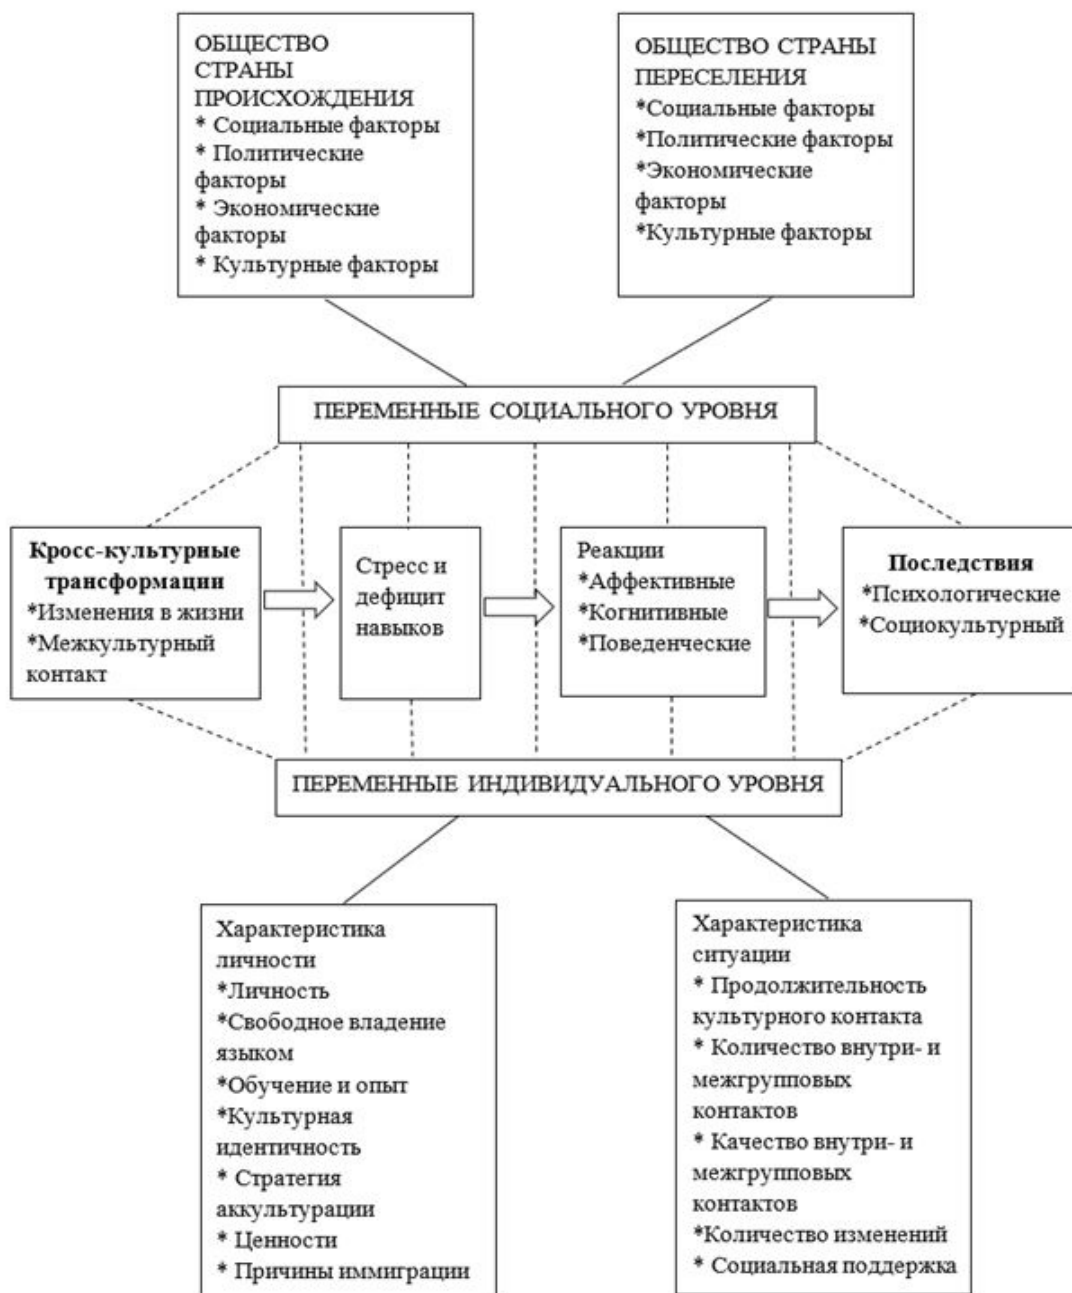 ОБЩЕСТВО
СТРАНЫ
ПРОИСХОЖДЕНИЯ
* Социальные факторы
* Политические
факторы
* Экономические
факторы
* Культурные факторы
ОБЩЕСТВО СТРАНЫ
ПЕРЕСЕЛЕНИЯ
*Социальные факторы
*Политические факторы
*Экономические
факторы
*Культурные факторы
ПЕРЕМЕННЫЕ СОЦИАЛЬНОГО УРОВНЯ
Кросс-культурные
трансформации
*Изменения в жизни
*Межкультурный
контакт
Стресс и
дефицит
навыков
Реакции
*Аффективные
*Когнитивные
*Поведенческие
Последствия
*Психологические
*Социокультурный
ПЕРЕМЕННЫЕ ИНДИВИДУАЛЬНОГО УРОВНЯ
Характеристика
личности
*Личность
*Свободное владение
языком
*Обучение и опыт
*Культурная
идентичность
* Стратегия
аккультурации
* Ценности
* Причины иммиграции
Характеристика
ситуации
* Продолжительность
культурного контакта
* Количество внутри- и
межгрупповых
контактов
* Качество внутри- и
межгрупповых
контактов
*Количество изменений
* Социальная поддержка